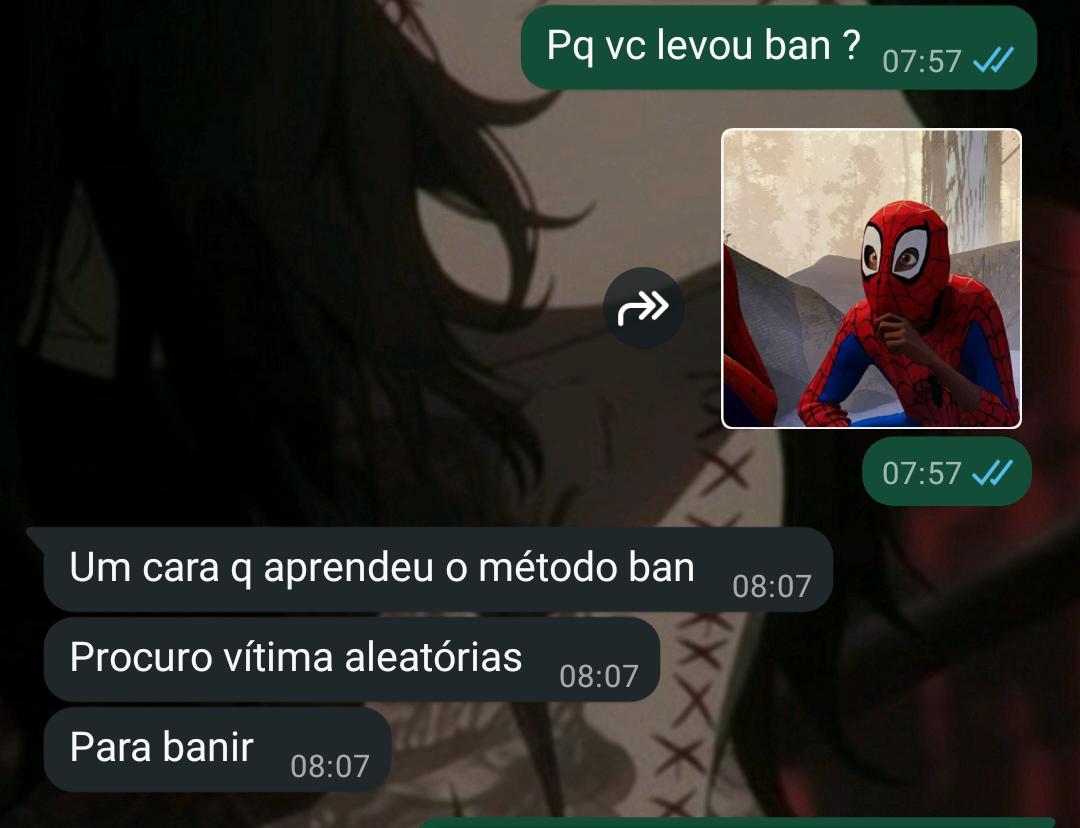 Pq vc levou ban ? 07:57
07:57
Um cara q aprendeu o método ban 08:07
Procuro vítima aleatórias 08:07
Para banir 08:07